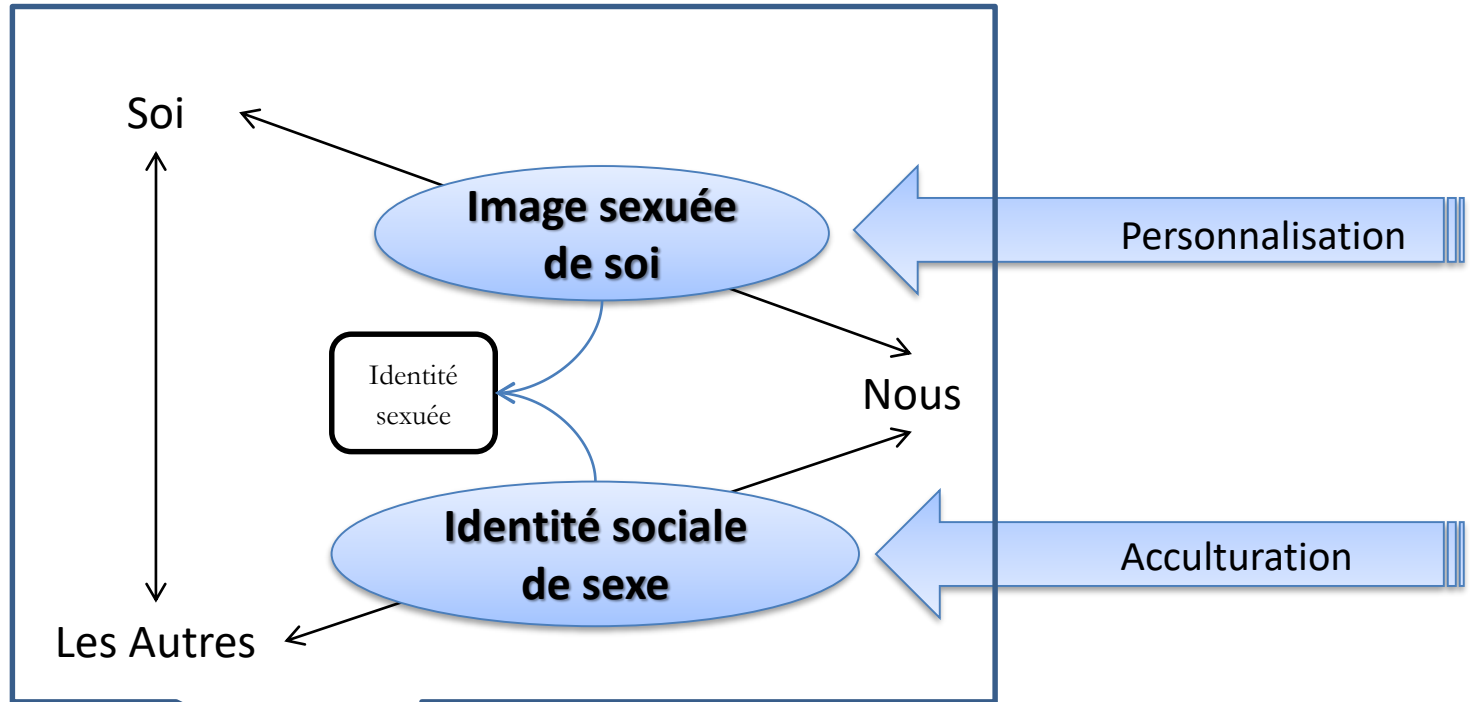 Soi
Image sexuée
de soi
Personnalisation
Identité
sexuée
Nous
Identité sociale
de sexe
Acculturation
Les Autres